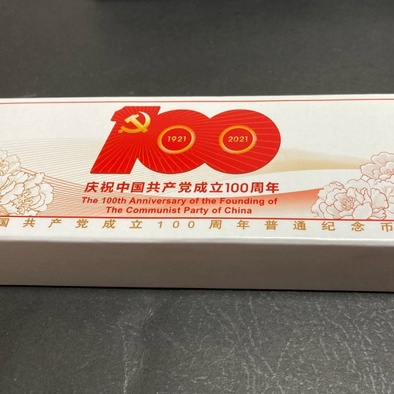 100
1921
2021
庆祝中国共产党成立100周年
The 100th Anniversary of the Founding of
The Communist Party of China
国共产党成立100周年普通纪念币